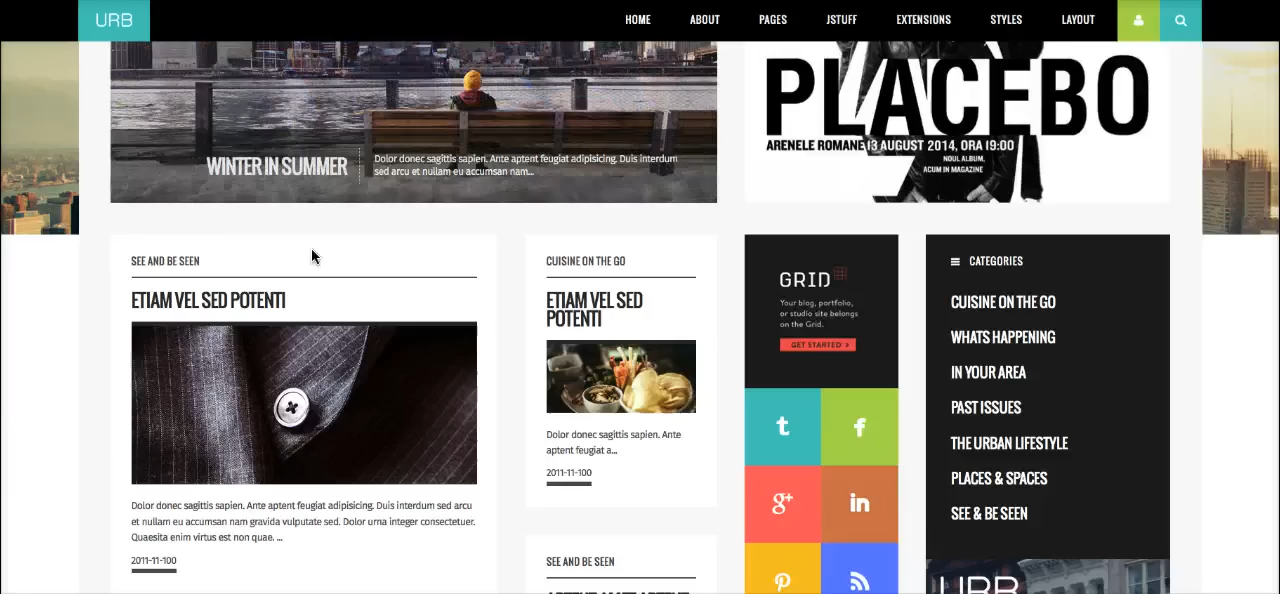 URB
HOME
ABOUT
PAGES
JSTUFF
EXTENSIONS
STYLES
LAYOUT
WINTER IN SUMMER
Dolor donec sagittis sapien. Ante aptent feugiat adipisicing. Duis interdum
sed arcu et nullam eu accumsan nam...
PLACEBO
ARENELE ROMANE 13 AUGUST 2014, ORA 19:00
NOUL ALBUM,
ACUM IN MAGAZINE
SEE AND BE SEEN
ETIAM VEL SED POTENTI
Dolor donec sagittis sapien. Ante aptent feugiat adipisicing. Duis interdum sed arcu
et nullam eu accumsan nam gravida vulputate sed. Dolor urna integer consectetuer.
Quaesita enim virtus est non quae. ...
2011-11-100
CUISINE ON THE GO
ETIAM VEL SED
POTENTI
Dolor donec sagittis sapien. Ante
aptent feugiat a...
2011-11-100
SEE AND BE SEEN
GRID
Your blog, portfolio,
or studio site belongs
on the Grid.
GET STARTED >
CATEGORIES
CUISINE ON THE GO
WHATS HAPPENING
IN YOUR AREA
PAST ISSUES
THE URBAN LIFESTYLE
PLACES & SPACES
SEE & BE SEEN
URB